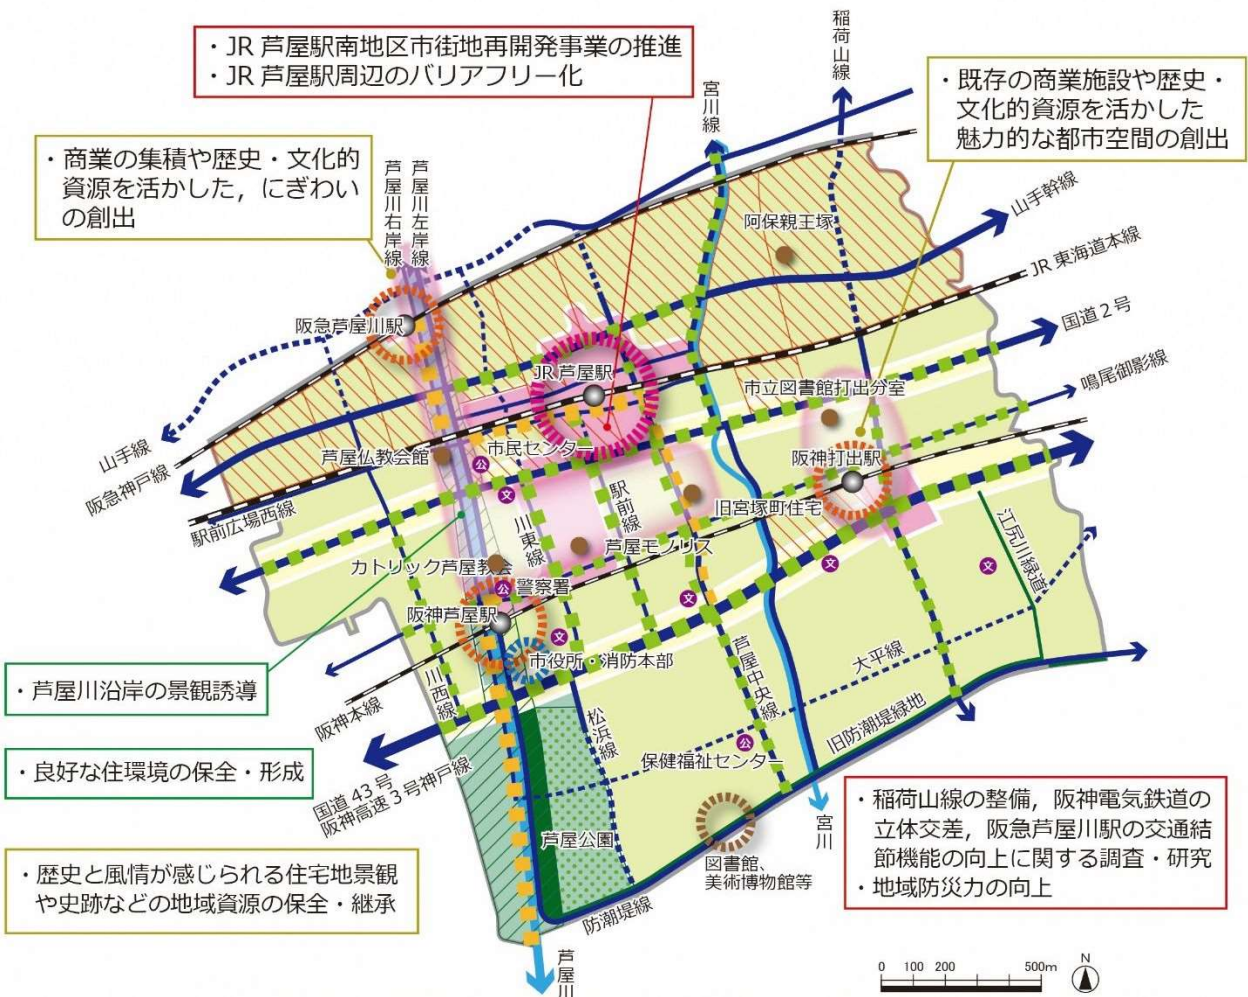 ・JR 芦屋駅南地区市街地再開発事業の推進
・JR 芦屋駅周辺のバリアフリー化
稲荷山線
宮川線
・既存の商業施設や歴史・
文化的資源を活かした
魅力的な都市空間の創出
・商業の集積や歴史・文化的
資源を活かした，にぎわい
の創出
芦屋川右岸線
芦屋川左岸線
山手幹線
阿保親王塚
JR 東海道本線
阪急芦屋川駅
国道２号
JR 芦屋駅
鳴尾御影線
市立図書館打出分室
山手線
阪急神戸線
芦屋仏教会館
市民センター
公
文
阪神打出駅
駅前広場西線
駅前線
旧宮塚町住宅
川東線
江尻川緑道
芦屋モノリス
カトリック芦屋教会
文
文
公
警察署
阪神芦屋駅
文
文
市役所・消防本部
芦屋中央線
大平線
・芦屋川沿岸の景観誘導
川西線
阪神本線
松浜線
旧防潮堤緑地
公
保健福祉センター
・良好な住環境の保全・形成
国道 43号
阪神高速３号神戸線
宮川
・稲荷山線の整備，阪神電気鉄道の
立体交差，阪急芦屋川駅の交通結
節機能の向上に関する調査・研究
・地域防災力の向上
芦屋公園
図書館、
美術博物館等
・歴史と風情が感じられる住宅地景観
や史跡などの地域資源の保全・継承
防潮堤線
芦屋川
0 100 200 500m
N